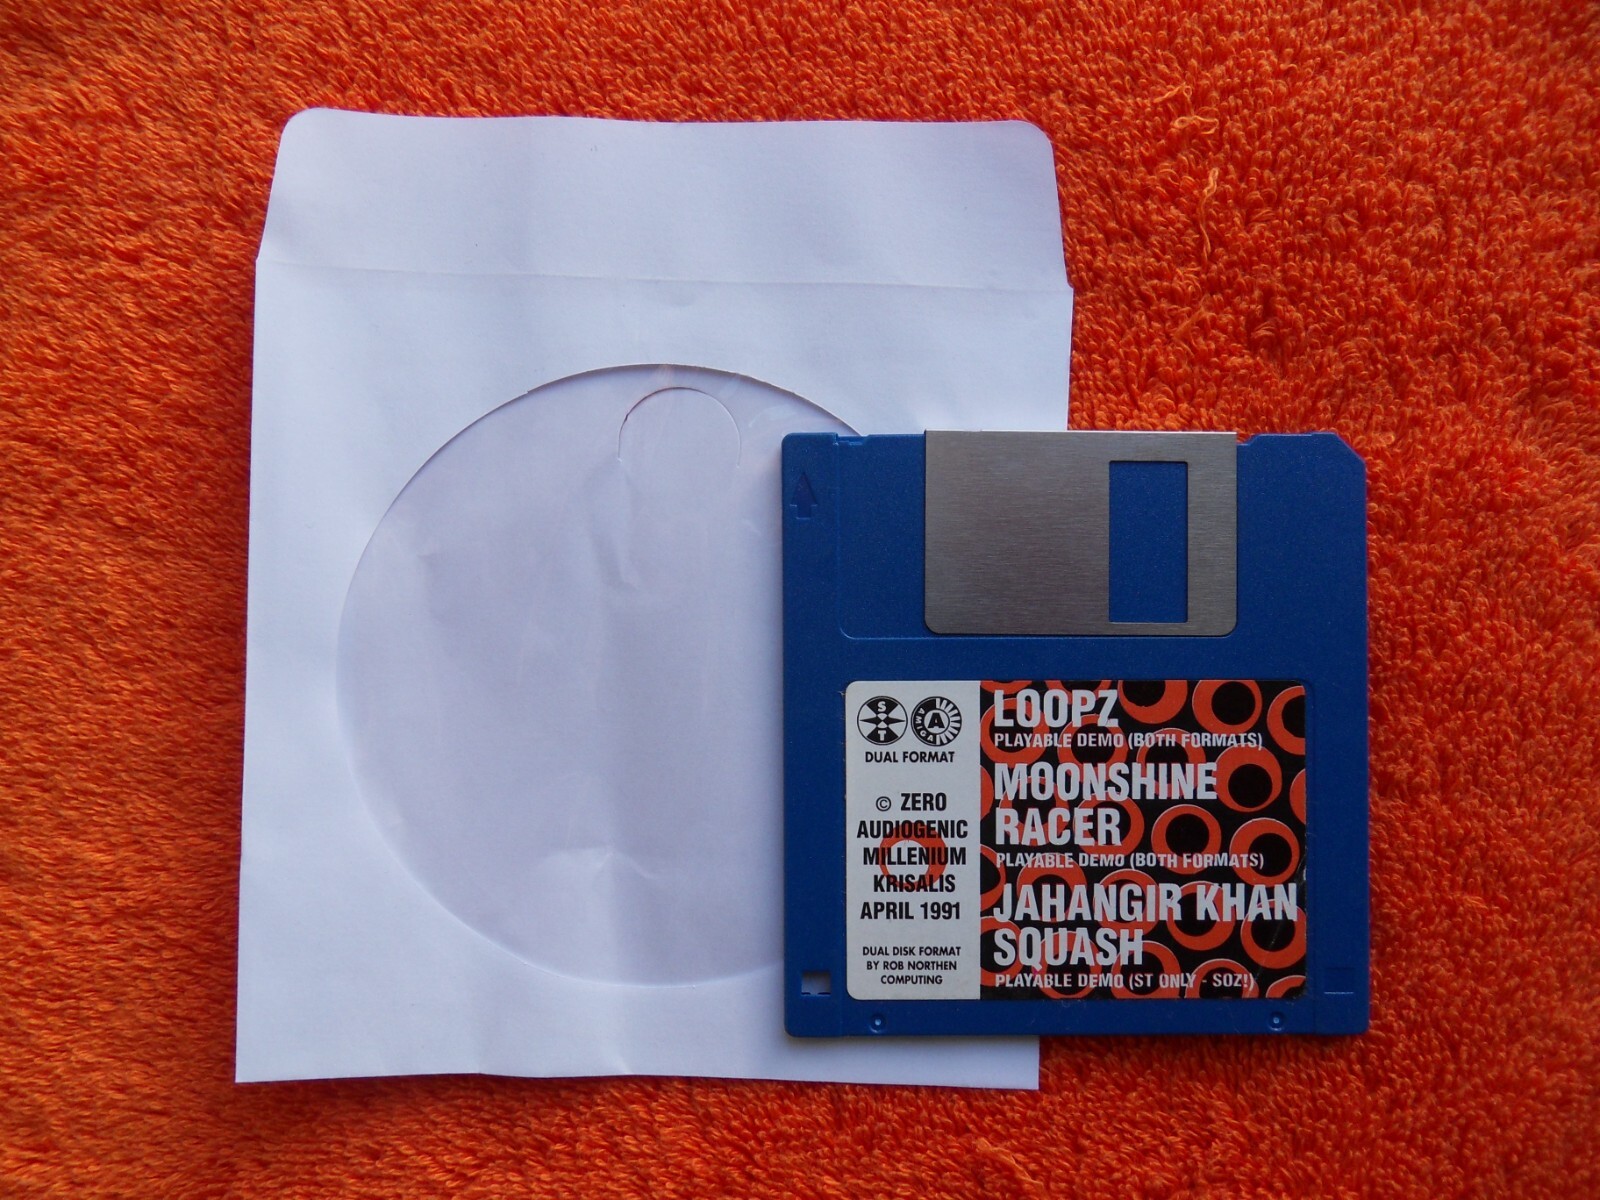 S T
A
AMIGA
DUAL FORMAT
© ZERO
AUDIOGENIC
MILLENIUM
KRISALIS
APRIL 1991
DUAL DISK FORMAT
BY ROB NORTHEN
COMPUTING
LOOPZ
PLAYABLE DEMO (BOTH FORMATS)
MOONSHINE
RACER
PLAYABLE DEMO (BOTH FORMATS)
JAHANGIR KHAN
SQUASH
PLAYABLE DEMO (ST ONLY - SOZ!)